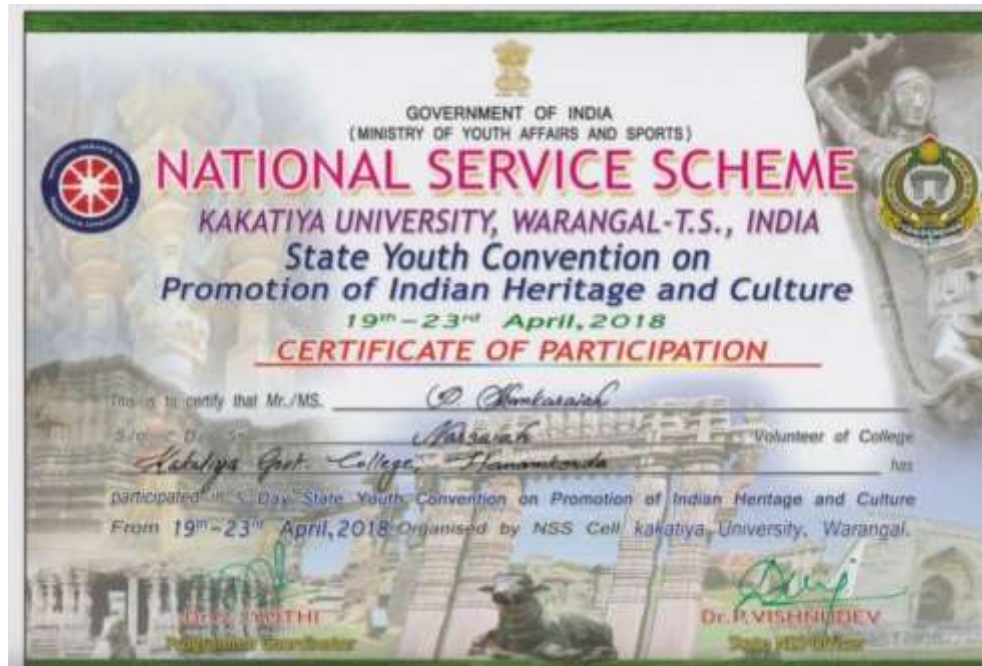 GOVERNMENT OF INDIA
(MINISTRY OF YOUTH AFFAIRS AND SPORTS)
NATIONAL SERVICE SCHEME
KAKATIYA UNIVERSITY, WARANGAL-T.S., INDIA
State Youth Convention on
Promotion of Indian Heritage and Culture
19th-23rd April, 2018
CERTIFICATE OF PARTICIPATION
This is to certify that Mr./MS.
Volunteer of College
Kakatiya Govt. College, Hanamkonda has
participated in 5 Day State Youth Convention on Promotion of Indian Heritage and Culture
From 19th-23rd April, 2018 Organised by NSS Cell kakatiya University, Warangal.
Dr. P. VISHNUDEV
Programme Coordinator